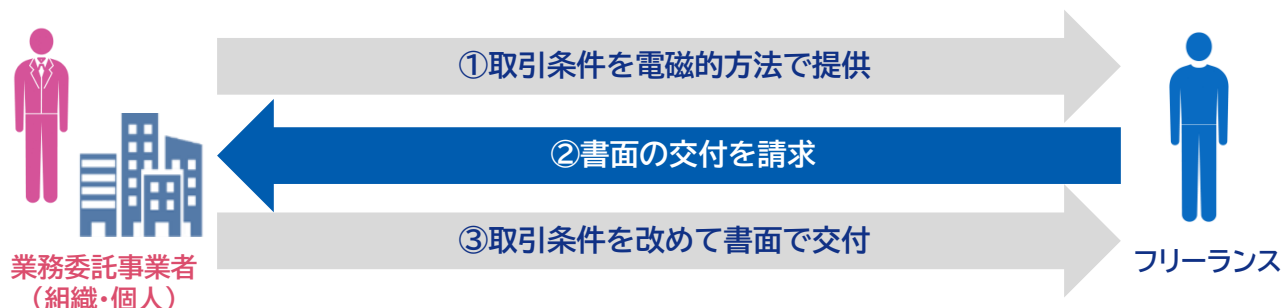 ①取引条件を電磁的方法で提供
②書面の交付を請求
③取引条件を改めて書面で交付
業務委託事業者
（組織・個人）
フリーランス